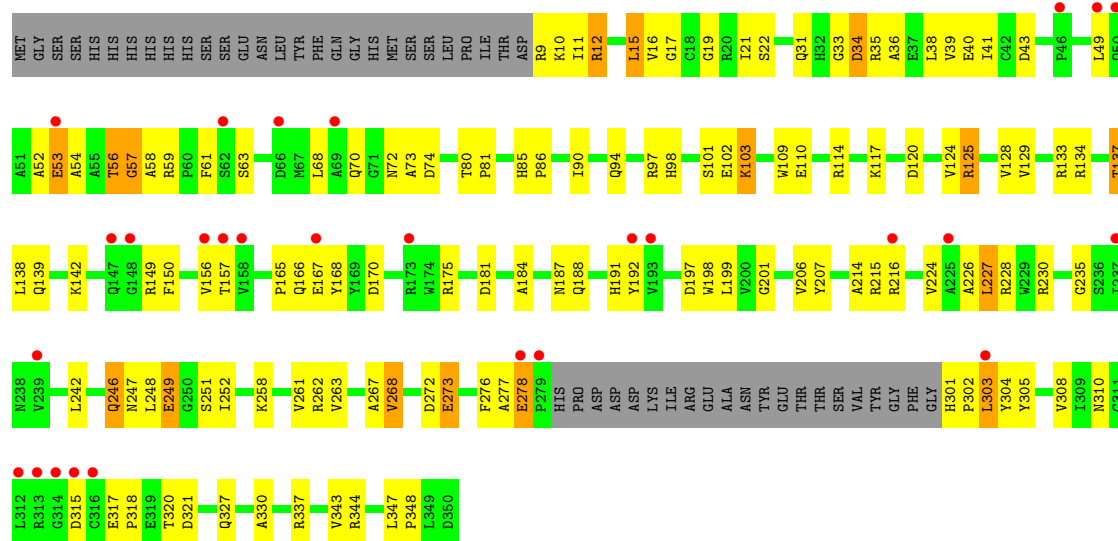 MET GLY SER SER HIS HIS HIS HIS HIS HIS SER SER GLU ASN LEU TYR PHE GLN GLY HIS MET SER SER LEU PRO ILE THR ASP R9 K10 I11 R12 L15 V16 G17 C18 G19 R20 I21 S22 Q31 H32 G33 D34 R35 A36 E37 L38 V39 E40 I41 C42 D43 P46 L49 Q50
A51 A52 E53 A54 A55 T56 G57 A58 R59 P60 F61 S62 S63 D66 M67 L68 A69 Q70 G71 N72 A73 D74 T80 P81 H85 P86 I90 Q94 R97 H98 S101 E102 K103 W109 E110 R114 K117 D120 V124 R125 V128 V129 R133 R134 T137
L138 Q139 K142 Q147 G148 R149 F150 V156 T157 V158 P165 Q166 E167 Y168 Y169 D170 R173 W174 R175 D181 A184 N187 Q188 H191 Y192 V193 D197 W198 L199 V200 G201 V206 Y207 A214 R215 R216 V224 A225 A226 L227 R228 W229 R230 G235 S236 I237
N238 V239 L242 Q246 N247 L248 E249 G250 S251 I252 K258 V261 R262 V263 A267 V268 D272 E273 F276 A277 E278 P279 HIS PRO ASP ASP ASP LYS ILE ARG GLU ALA ASN TYR GLU THR THR SER VAL TYR GLY PHE GLY H301 P302 L303 Y304 Y305 V308 I309 N310 G311
L312 R313 G314 D315 C316 E317 P318 E319 T320 D321 Q327 A330 R337 V343 R344 L347 P348 L349 D350